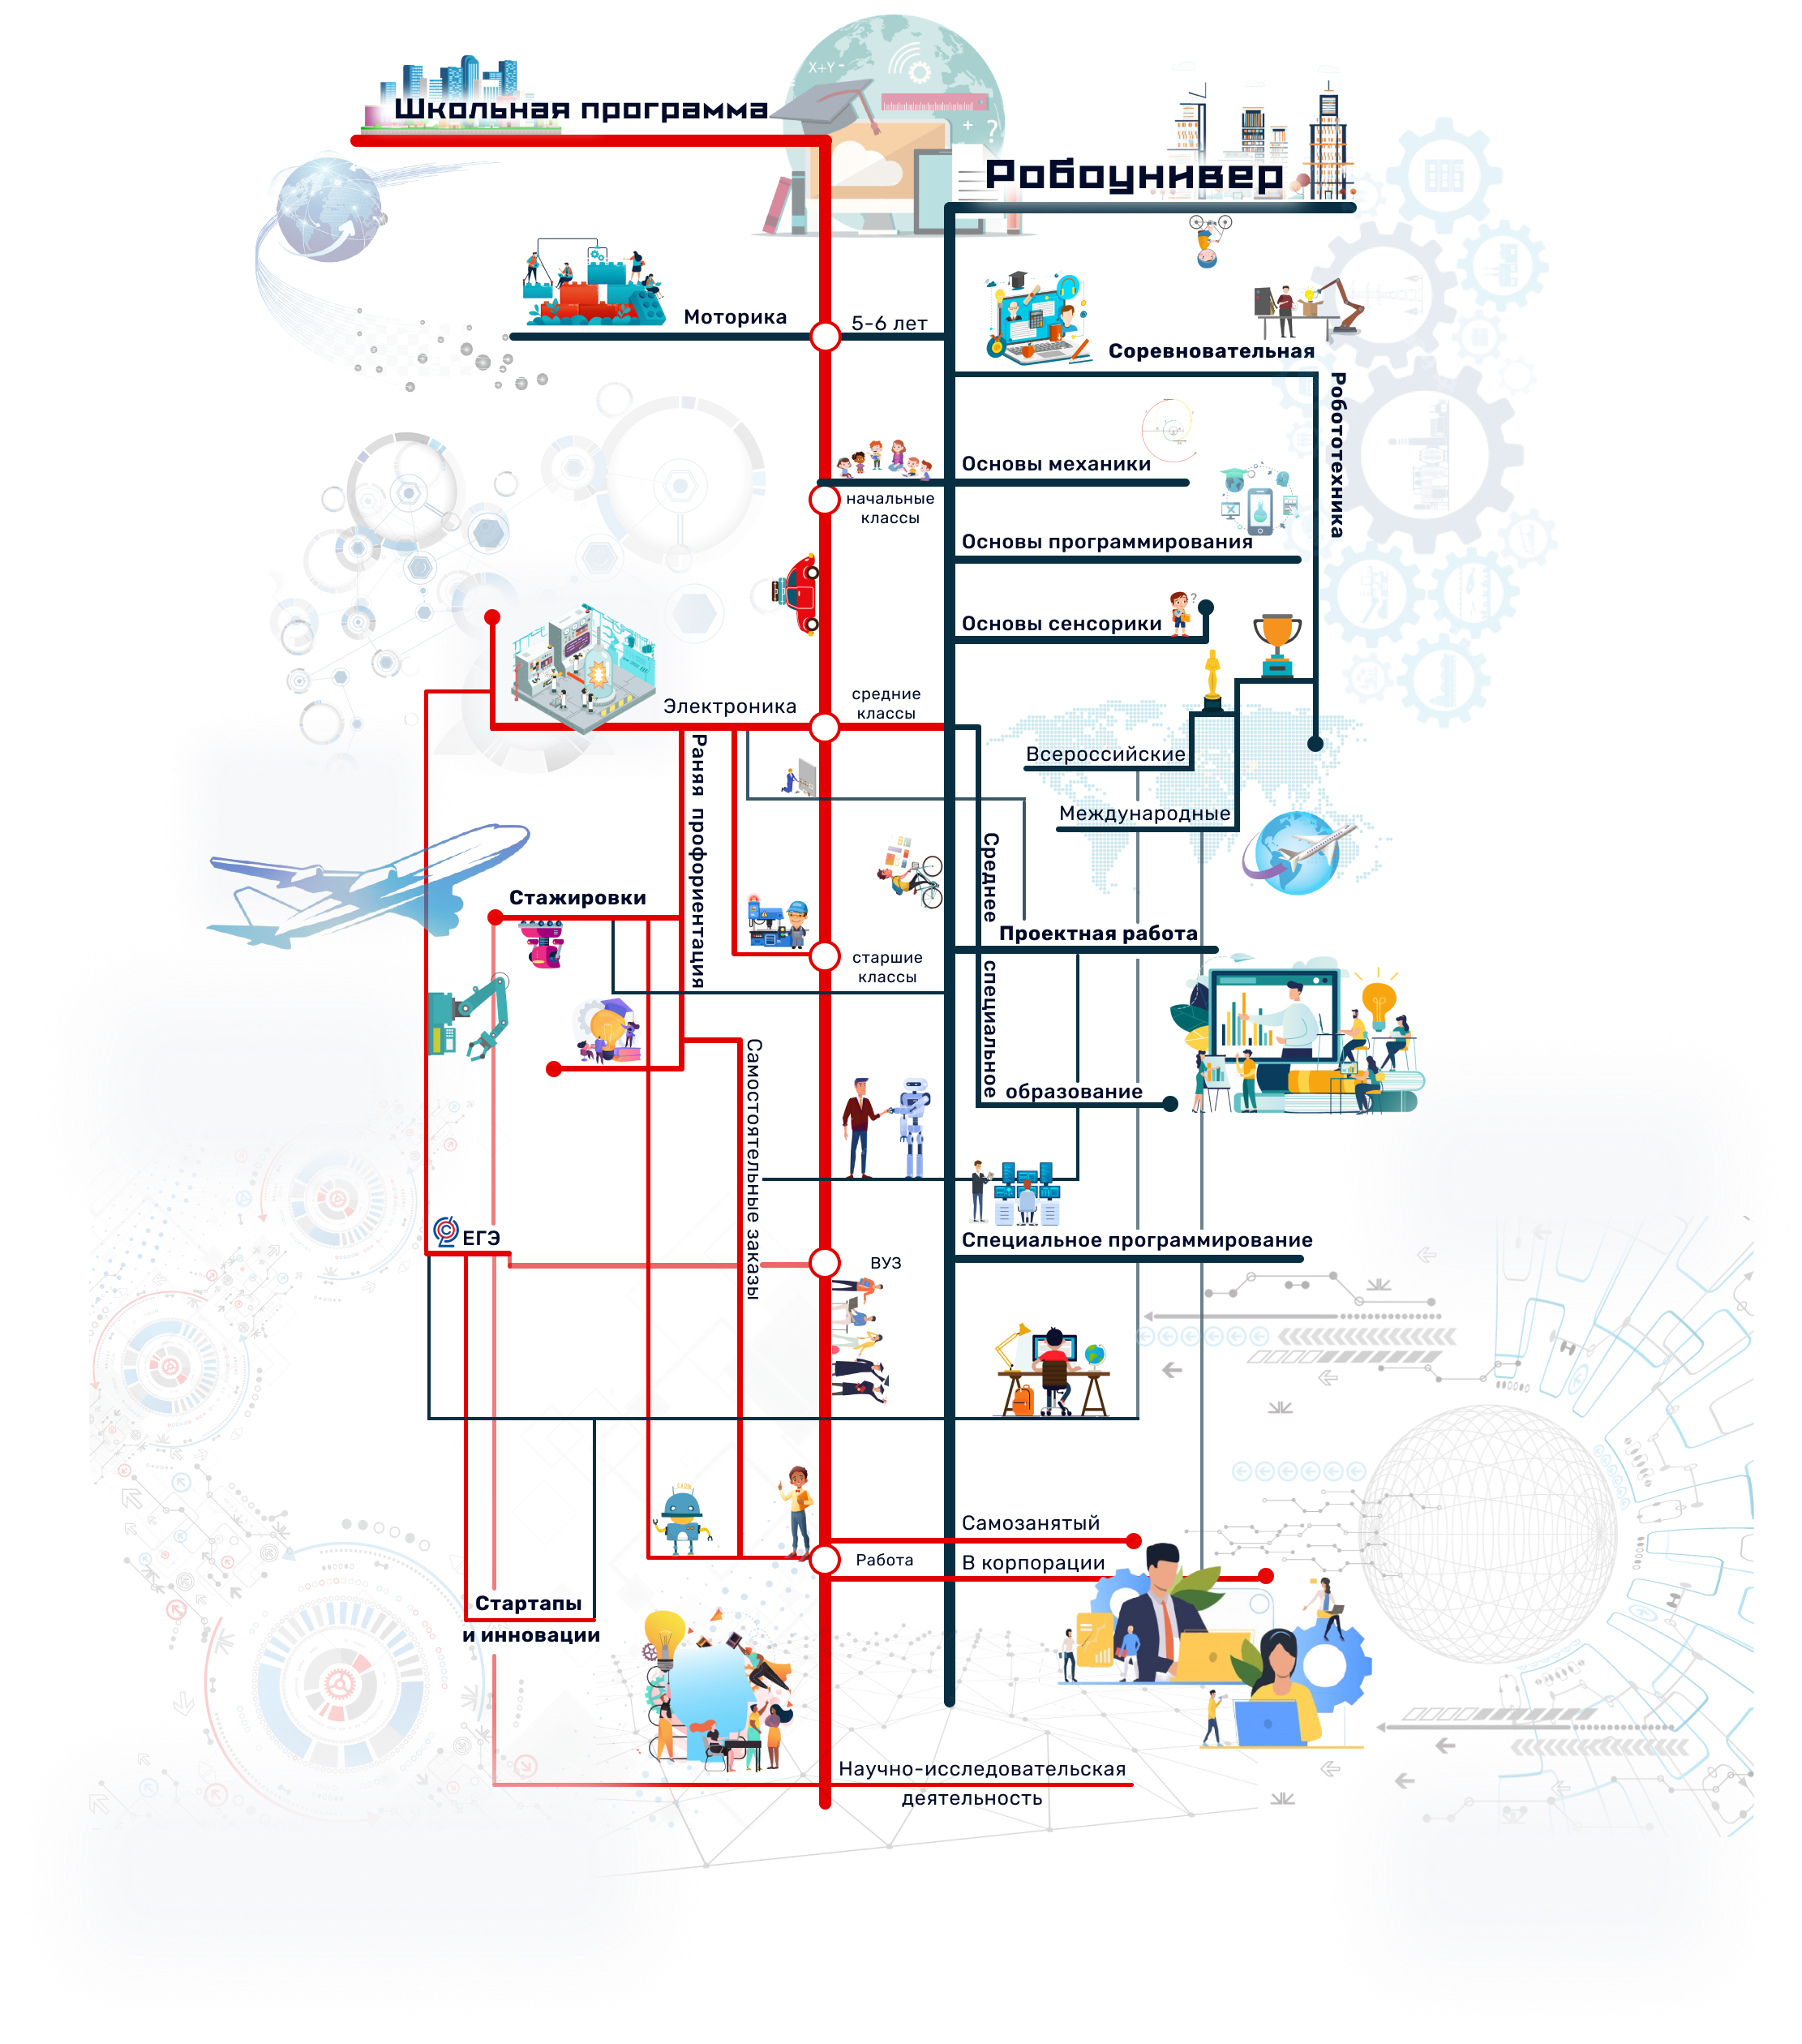 Школьная программа
X+Y-
+ ?
Робоунивер
Моторика
5-6 лет
Соревновательная
Робототехника
Основы механики
начальные
классы
Основы программирования
Основы сенсорики
?
Электроника
средние
классы
Раняя профориентация
Всероссийские
Международные
Среднее
специальное
образование
Стажировки
Проектная работа
старшие
классы
Самостоятельные заказы
ЕГЭ
ВУЗ
Специальное программирование
Самозанятый
Работа
В корпорации
Стартапы
и инновации
Научно-исследовательская
деятельность